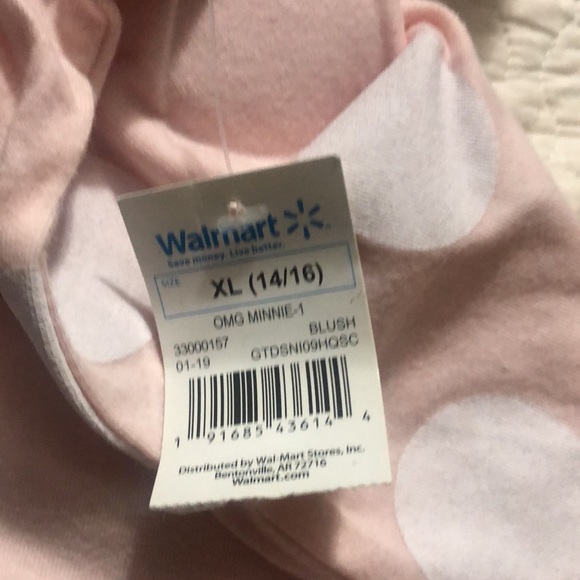 Walmart
Save money. Live better.
SIZE
XL (14/16)
OMG MINNIE-1
33000157 BLUSH
01-19 GTDSNI09HQSC
1 91685 43614 4
Distributed by Wal-Mart Stores, Inc.
Bentonville, AR 72716
Walmart.com